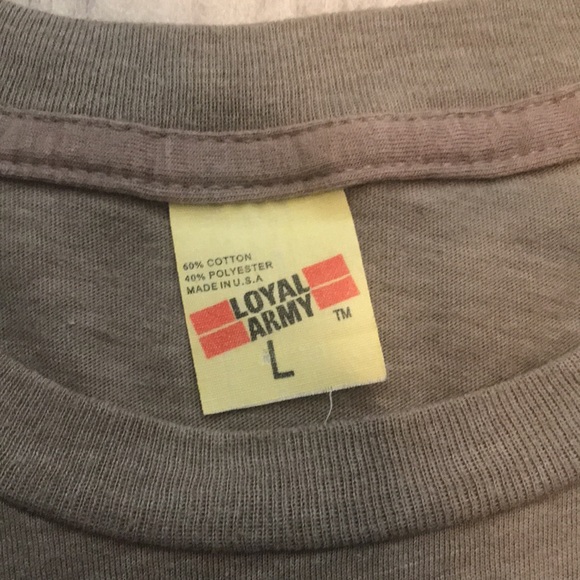 60% COTTON
40% POLYESTER
MADE IN U.S.A
LOYAL
ARMY TM
L